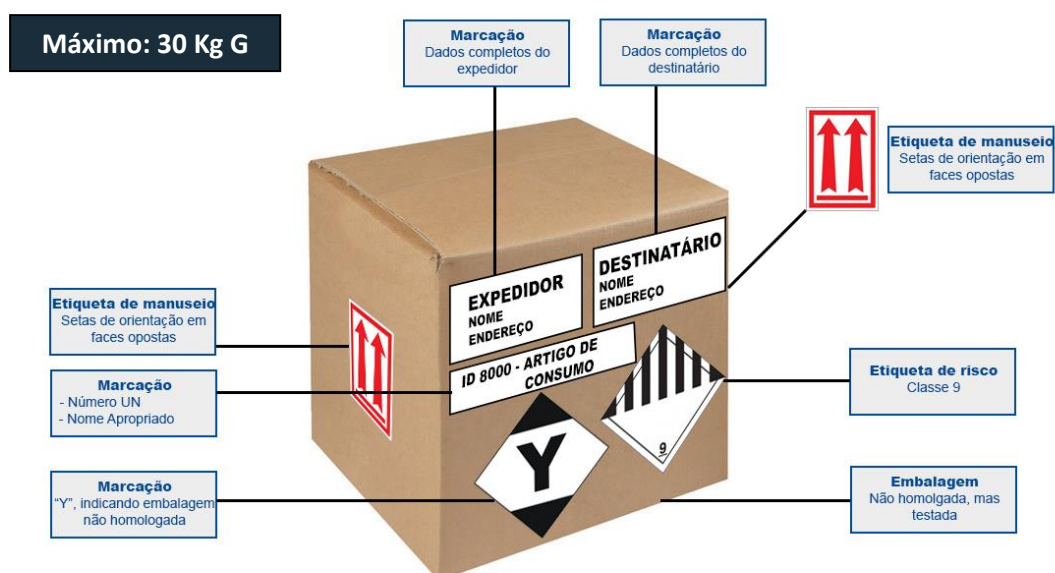 Máximo: 30 Kg G
Marcação
Dados completos do
expedidor
Marcação
Dados completos do
destinatário
Etiqueta de manuseio
Setas de orientação em
faces opostas
EXPEDIDOR
NOME
ENDEREÇO
DESTINATÁRIO
NOME
ENDEREÇO
Etiqueta de manuseio
Setas de orientação em
faces opostas
ID 8000 - ARTIGO DE
CONSUMO
Marcação
- Número UN
- Nome Apropriado
Etiqueta de risco
Classe 9
9
Y
Marcação
"Y", indicando embalagem
não homologada
Embalagem
Não homolgada, mas
testada